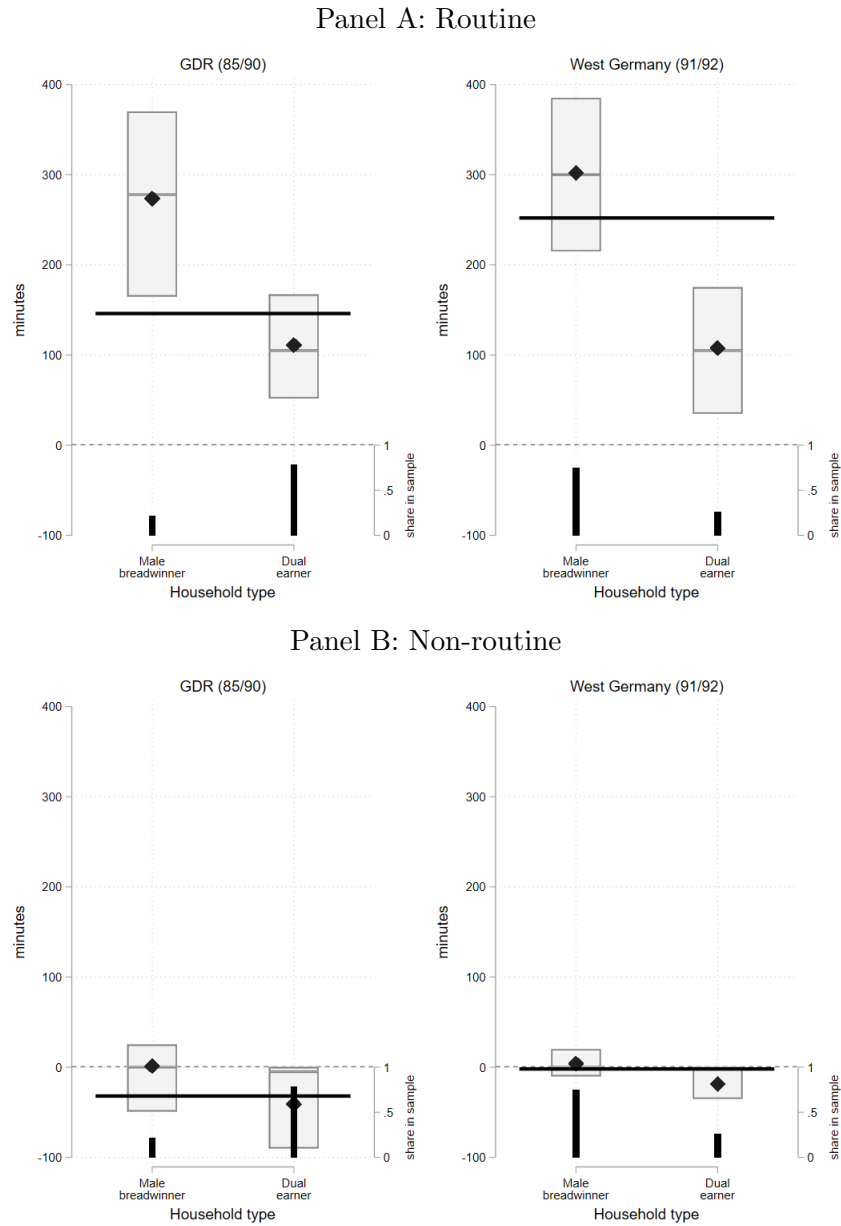 Panel A: Routine
GDR (85/90)
400
300
200
100
0
-100
minutes
1
.5
0
share in sample
Male
breadwinner
Dual
earner
Household type
West Germany (91/92)
400
300
200
100
0
-100
minutes
1
.5
0
share in sample
Male
breadwinner
Dual
earner
Household type
Panel B: Non-routine
GDR (85/90)
400
300
200
100
0
-100
minutes
1
.5
0
share in sample
Male
breadwinner
Dual
earner
Household type
West Germany (91/92)
400
300
200
100
0
-100
minutes
1
.5
0
share in sample
Male
breadwinner
Dual
earner
Household type